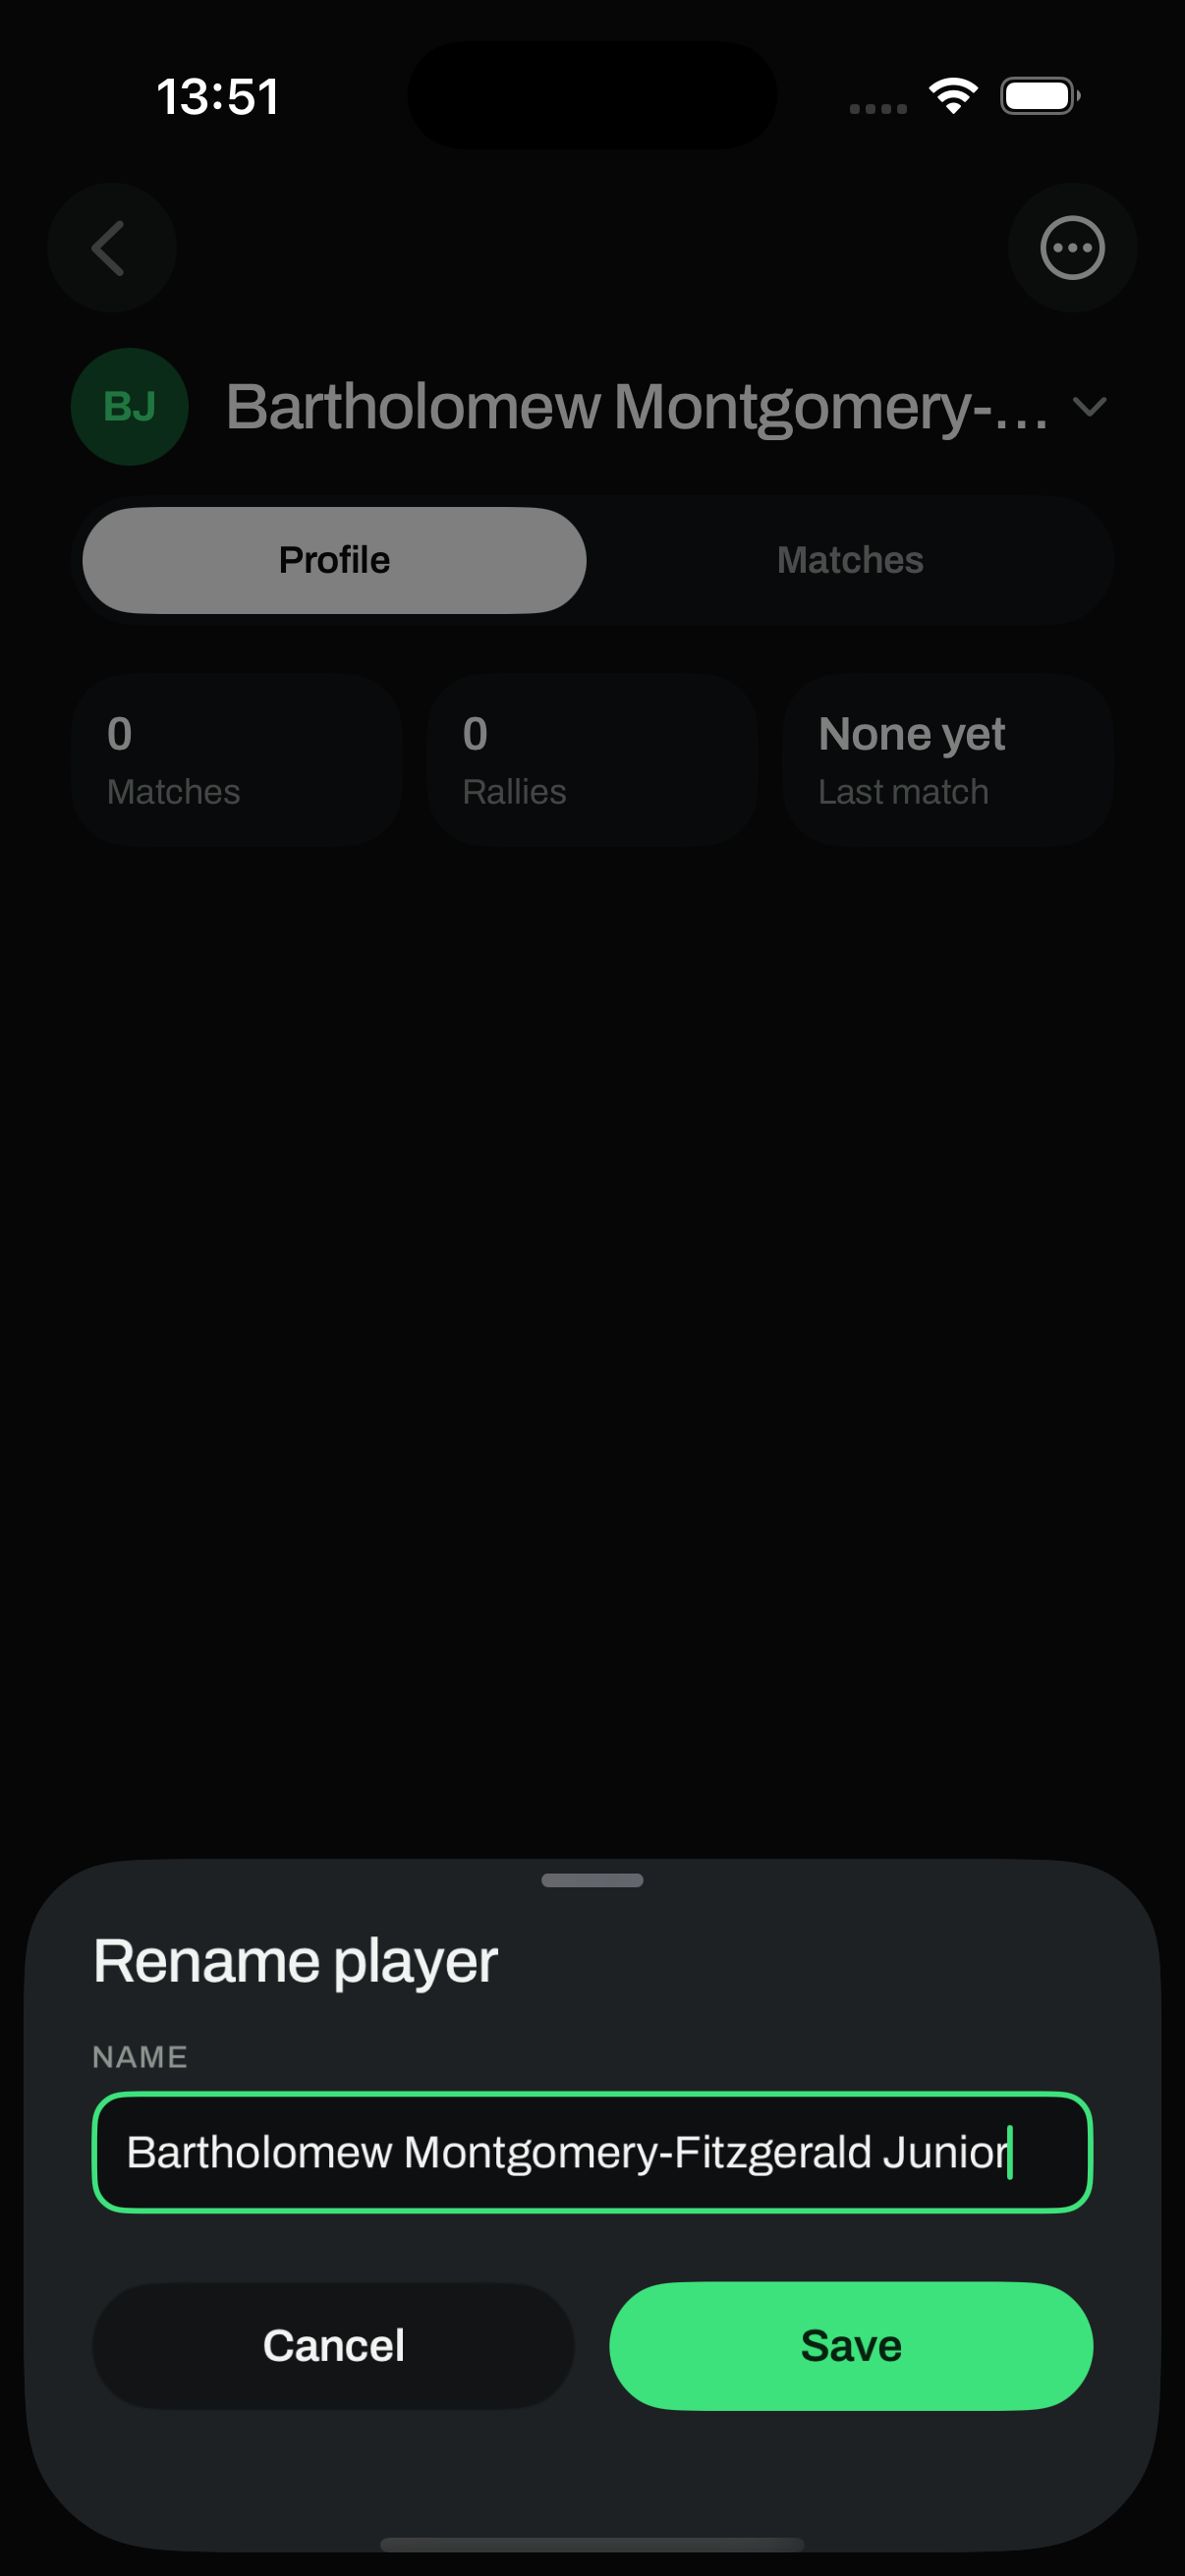 13:51
BJ
Bartholomew Montgomery-...
Profile
Matches
0
Matches
0
Rallies
None yet
Last match
Rename player
NAME
Bartholomew Montgomery-Fitzgerald Junior
Cancel
Save